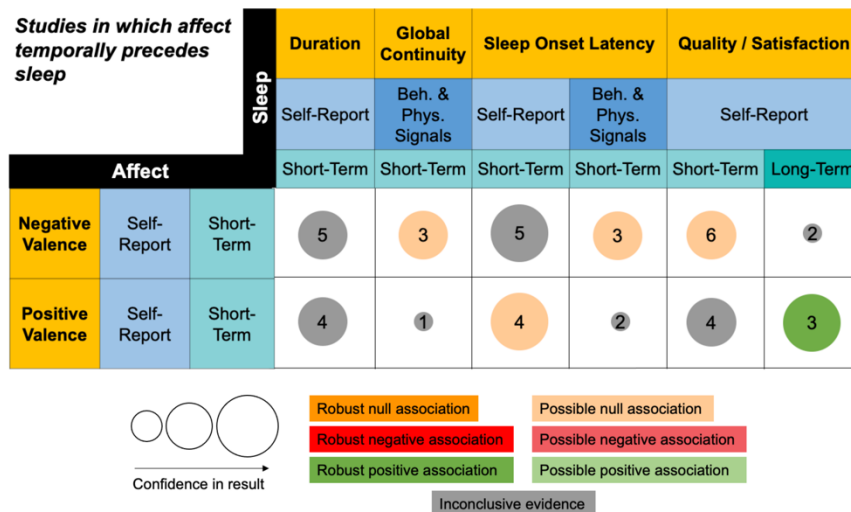 Studies in which affect
temporally precedes
sleep
Sleep
Duration
Global
Continuity
Sleep Onset Latency
Quality / Satisfaction
Self-Report
Beh. &
Phys.
Signals
Self-Report
Beh. &
Phys.
Signals
Self-Report
Affect
Short-Term
Short-Term
Short-Term
Short-Term
Short-Term
Long-Term
Negative
Valence
Self-
Report
Short-
Term
5
3
5
3
6
2
Positive
Valence
Self-
Report
Short-
Term
4
1
4
2
4
3
Confidence in result
Robust null association
Possible null association
Robust negative association
Possible negative association
Robust positive association
Possible positive association
Inconclusive evidence